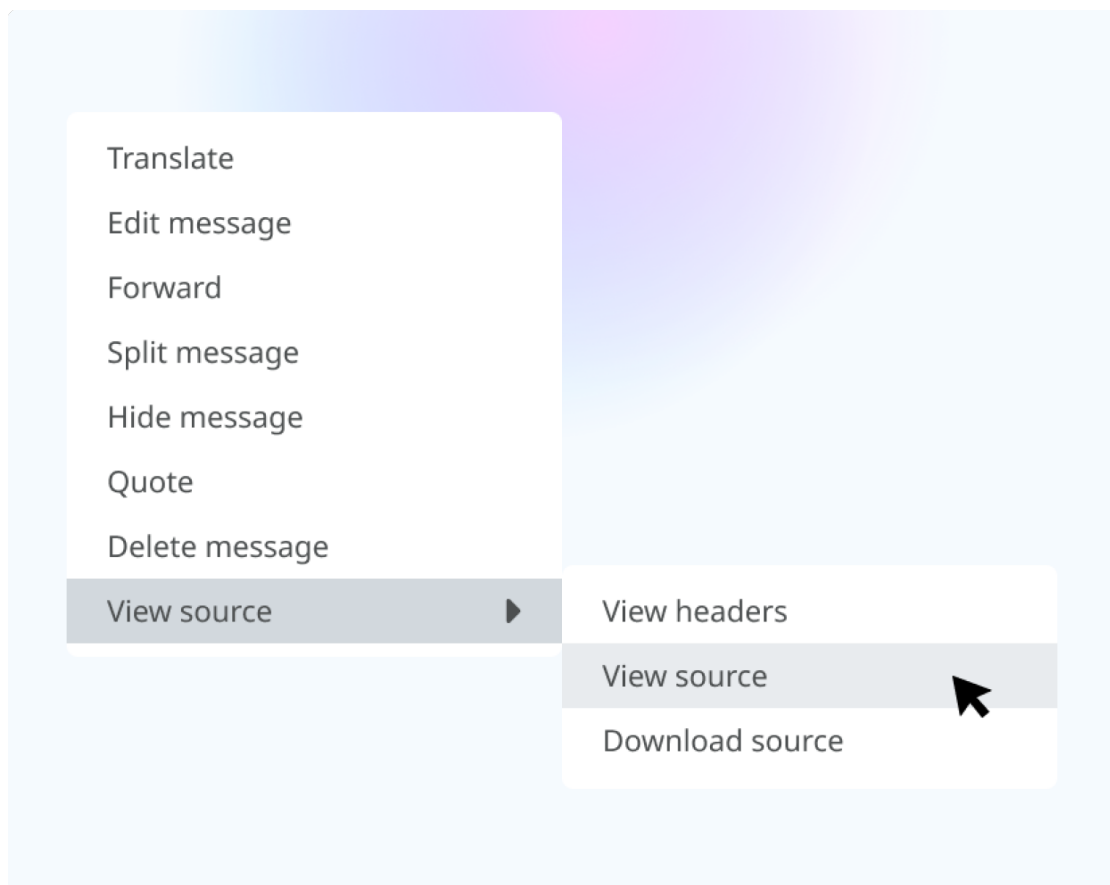 Translate
Edit message
Forward
Split message
Hide message
Quote
Delete message
View source
View headers
View source
Download source